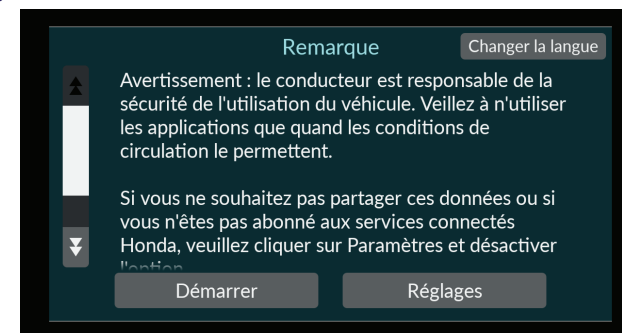 Remarque
Changer la langue
Avertissement : le conducteur est responsable de la
sécurité de l'utilisation du véhicule. Veillez à n'utiliser
les applications que quand les conditions de
circulation le permettent.
Si vous ne souhaitez pas partager ces données ou si
vous n'êtes pas abonné aux services connectés
Honda, veuillez cliquer sur Paramètres et désactiver
l'option
Démarrer
Réglages